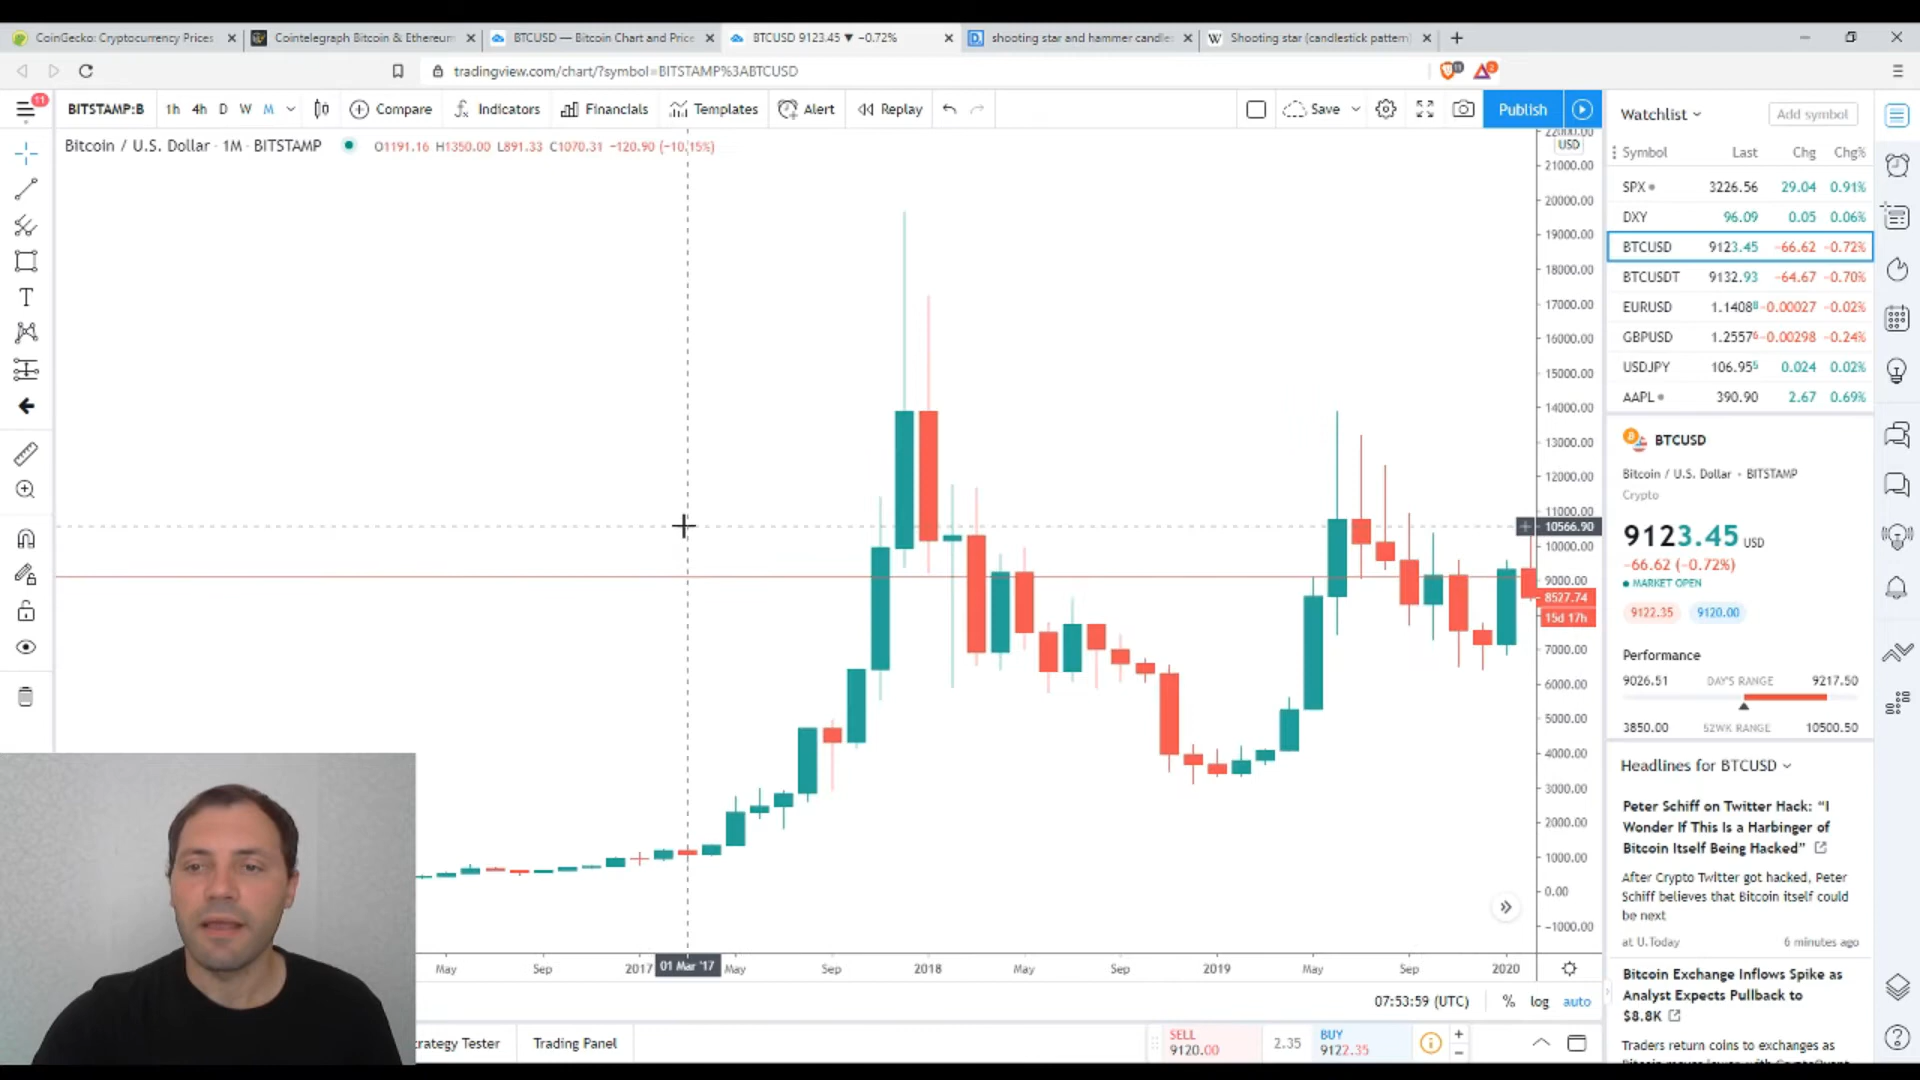 CoinGecko: Cryptocurrency Prices
Cointelegraph Bitcoin & Ethereum
BTCUSD — Bitcoin Chart and Price
BTCUSD 9123.45 ▼ −0.72%
shooting star and hammer candle
Shooting star (candlestick pattern)
tradingview.com/chart/?symbol=BITSTAMP%3ABTCUSD
11
BITSTAMP:B
1h 4h D W M
Compare
Indicators
Financials
Templates
Alert
Replay
Save
Publish
Bitcoin / U.S. Dollar · 1M · BITSTAMP
O1191.16 H1350.00 L891.33 C1070.31 −120.90 (−10.15%)
22000.00
USD
21000.00
20000.00
19000.00
18000.00
17000.00
16000.00
15000.00
14000.00
13000.00
12000.00
11000.00
10566.90
10000.00
9000.00
8527.74
15d 17h
7000.00
6000.00
5000.00
4000.00
3000.00
2000.00
1000.00
0.00
−1000.00
May Sep 2017 01 Mar '17 May Sep 2018 May Sep 2019 May Sep 2020
07:53:59 (UTC) % log auto
trategy Tester
Trading Panel
SELL
9120.00
2.35
BUY
9122.35
Watchlist
Add symbol
Symbol Last Chg Chg%
SPX 3226.56 29.04 0.91%
DXY 96.09 0.05 0.06%
BTCUSD 9123.45 −66.62 −0.72%
BTCUSDT 9132.93 −64.67 −0.70%
EURUSD 1.14088 −0.00027 −0.02%
GBPUSD 1.25576 −0.00298 −0.24%
USDJPY 106.955 0.024 0.02%
AAPL 390.90 2.67 0.69%
BTCUSD
Bitcoin / U.S. Dollar • BITSTAMP
Crypto
9123.45 USD
−66.62 (−0.72%)
MARKET OPEN
9122.35 9120.00
Performance
9026.51 DAY'S RANGE 9217.50
3850.00 52WK RANGE 10500.50
Headlines for BTCUSD
Peter Schiff on Twitter Hack: “I
Wonder If This Is a Harbinger of
Bitcoin Itself Being Hacked”
After Crypto Twitter got hacked, Peter
Schiff believes that Bitcoin itself could
be next
at U.Today 6 minutes ago
Bitcoin Exchange Inflows Spike as
Analyst Expects Pullback to
$8.8K
Traders return coins to exchanges as